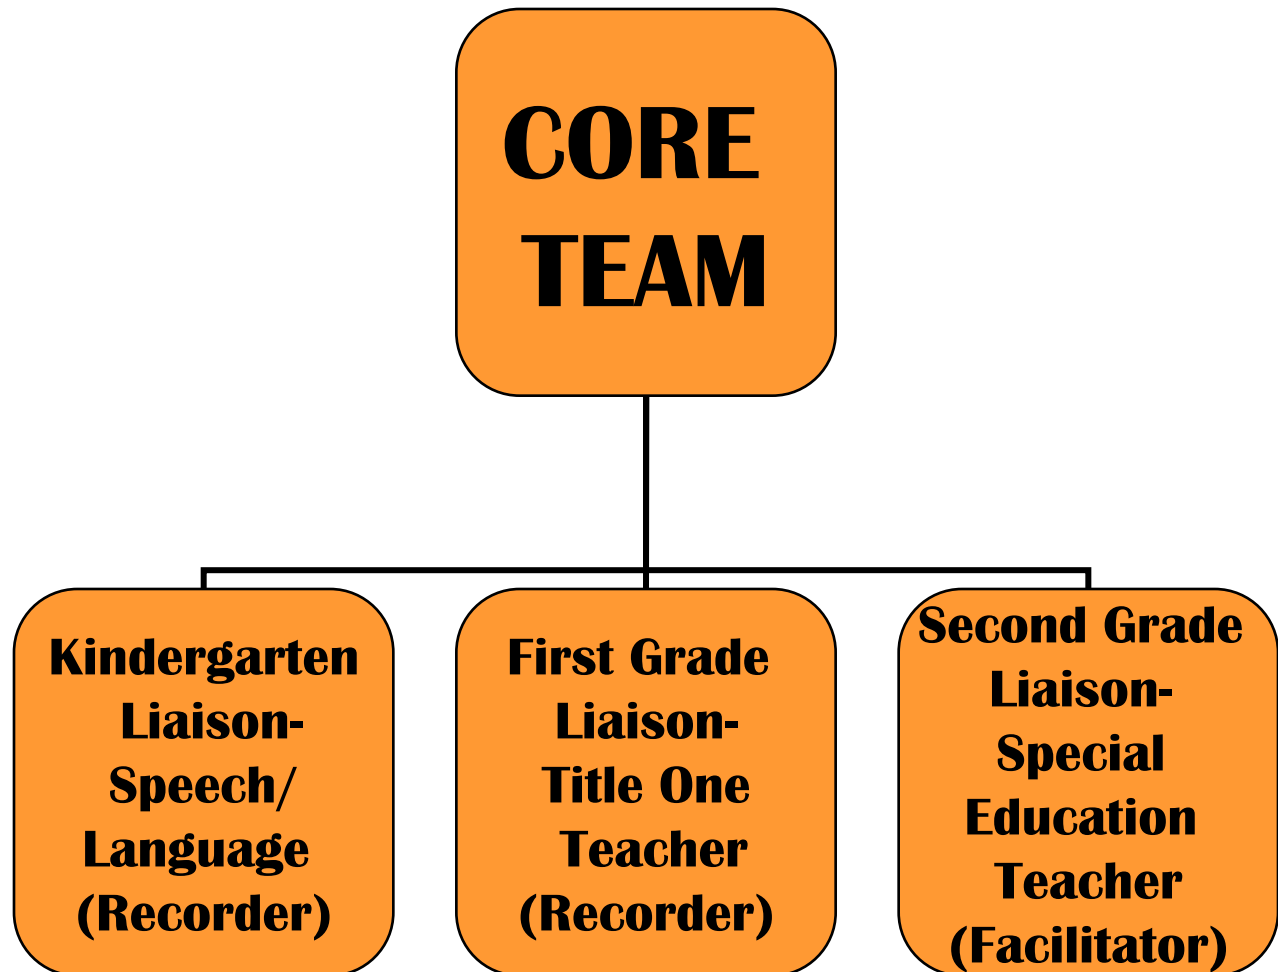 CORE
TEAM
Kindergarten
Liaison-
Speech/
Language
(Recorder)
First Grade
Liaison-
Title One
Teacher
(Recorder)
Second Grade
Liaison-
Special
Education
Teacher
(Facilitator)